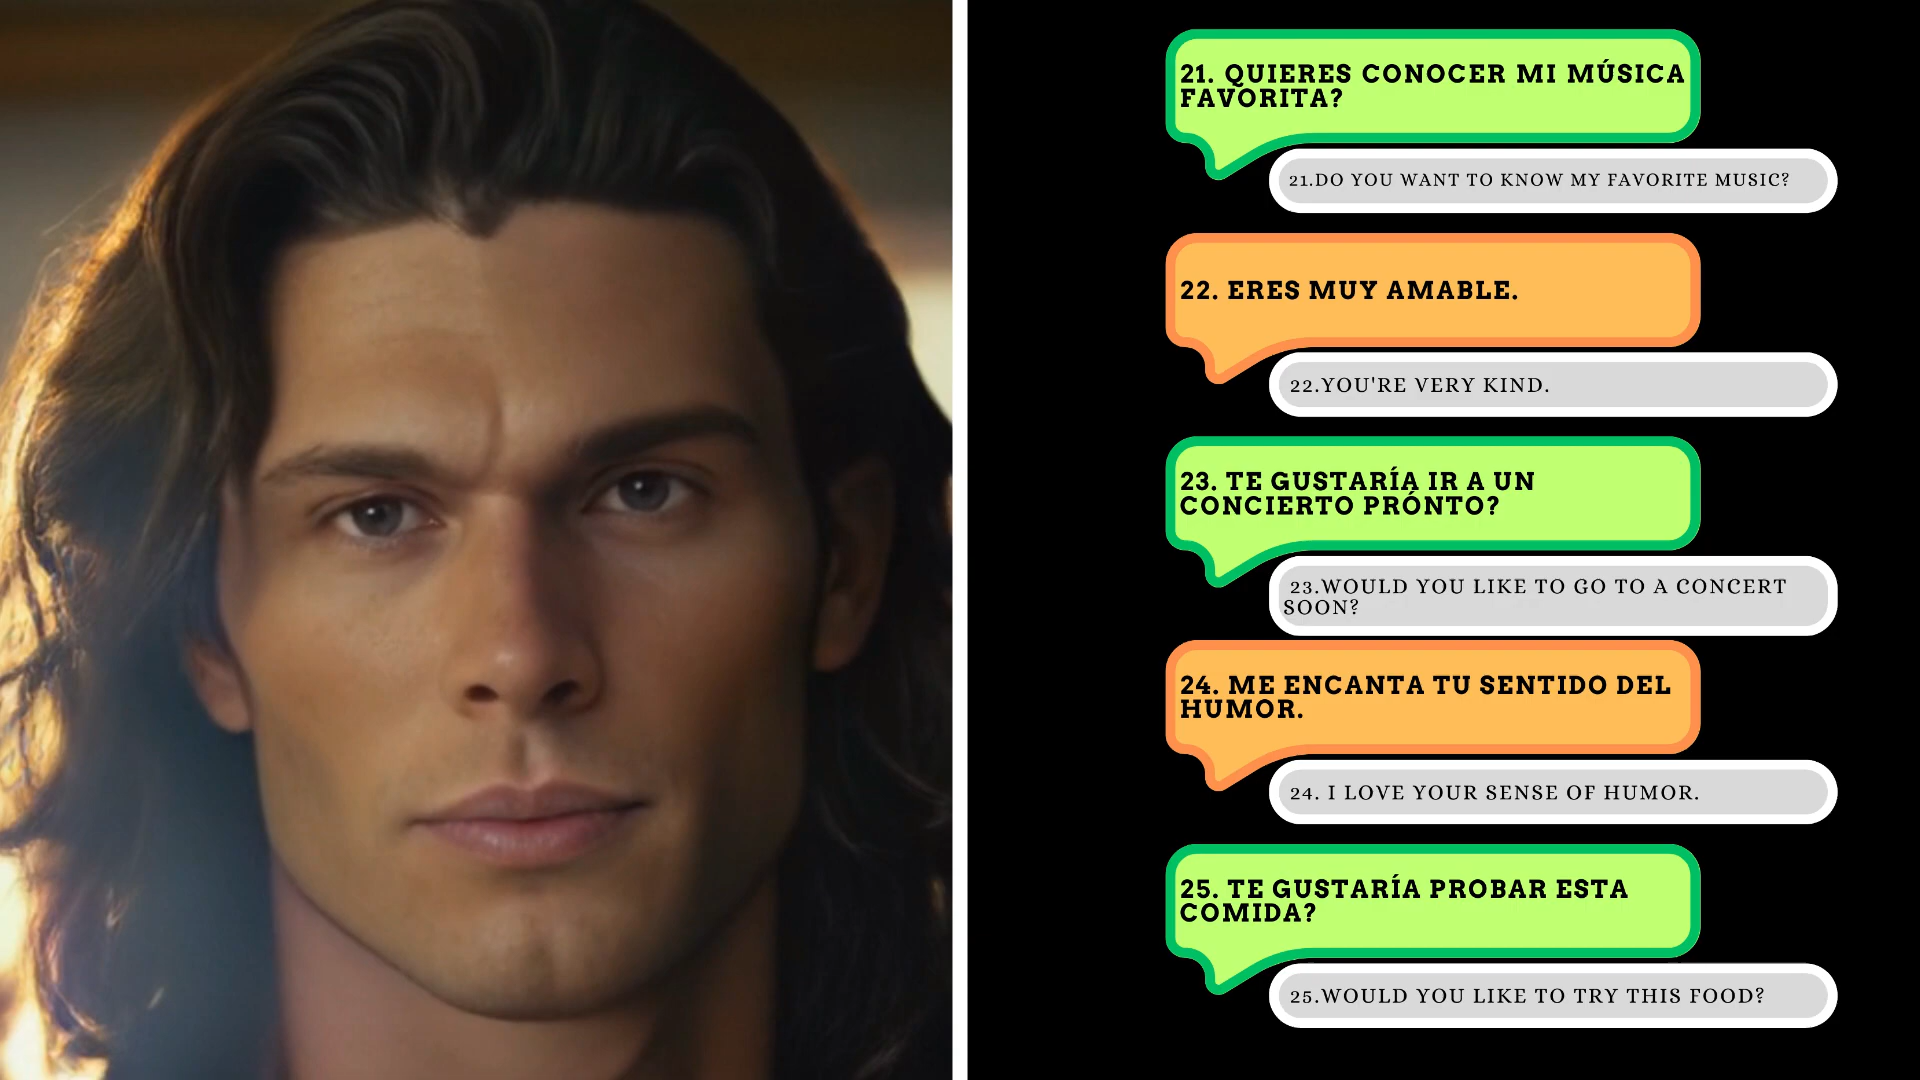 21. QUIERES CONOCER MI MÚSICA
FAVORITA?
21.DO YOU WANT TO KNOW MY FAVORITE MUSIC?
22. ERES MUY AMABLE.
22.YOU'RE VERY KIND.
23. TE GUSTARÍA IR A UN
CONCIERTO PRÓNTO?
23.WOULD YOU LIKE TO GO TO A CONCERT
SOON?
24. ME ENCANTA TU SENTIDO DEL
HUMOR.
24. I LOVE YOUR SENSE OF HUMOR.
25. TE GUSTARÍA PROBAR ESTA
COMIDA?
25.WOULD YOU LIKE TO TRY THIS FOOD?